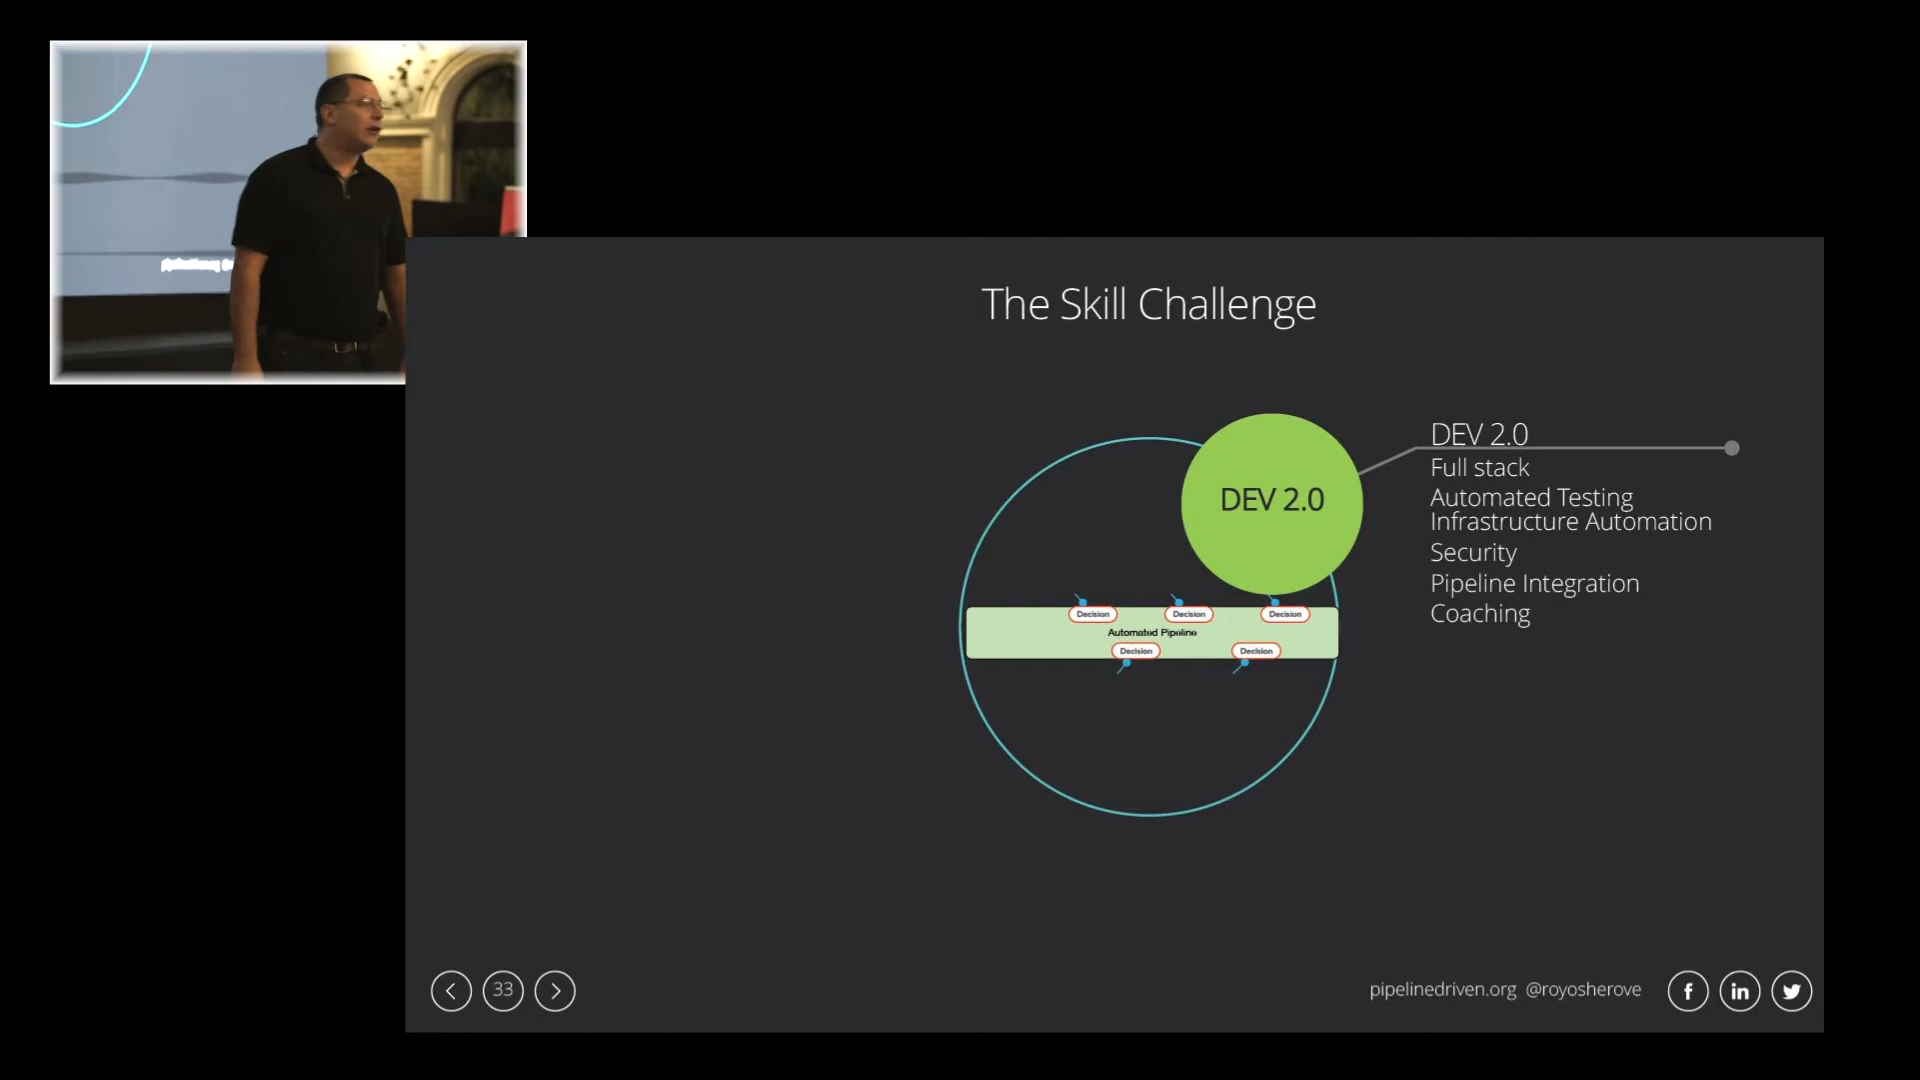 The Skill Challenge
DEV 2.0
DEV 2.0
Full stack
Automated Testing
Infrastructure Automation
Security
Pipeline Integration
Coaching
Decision
Decision
Decision
Automated Pipeline
Decision
Decision
33
pipelinedriven.org @royosherove
f
in